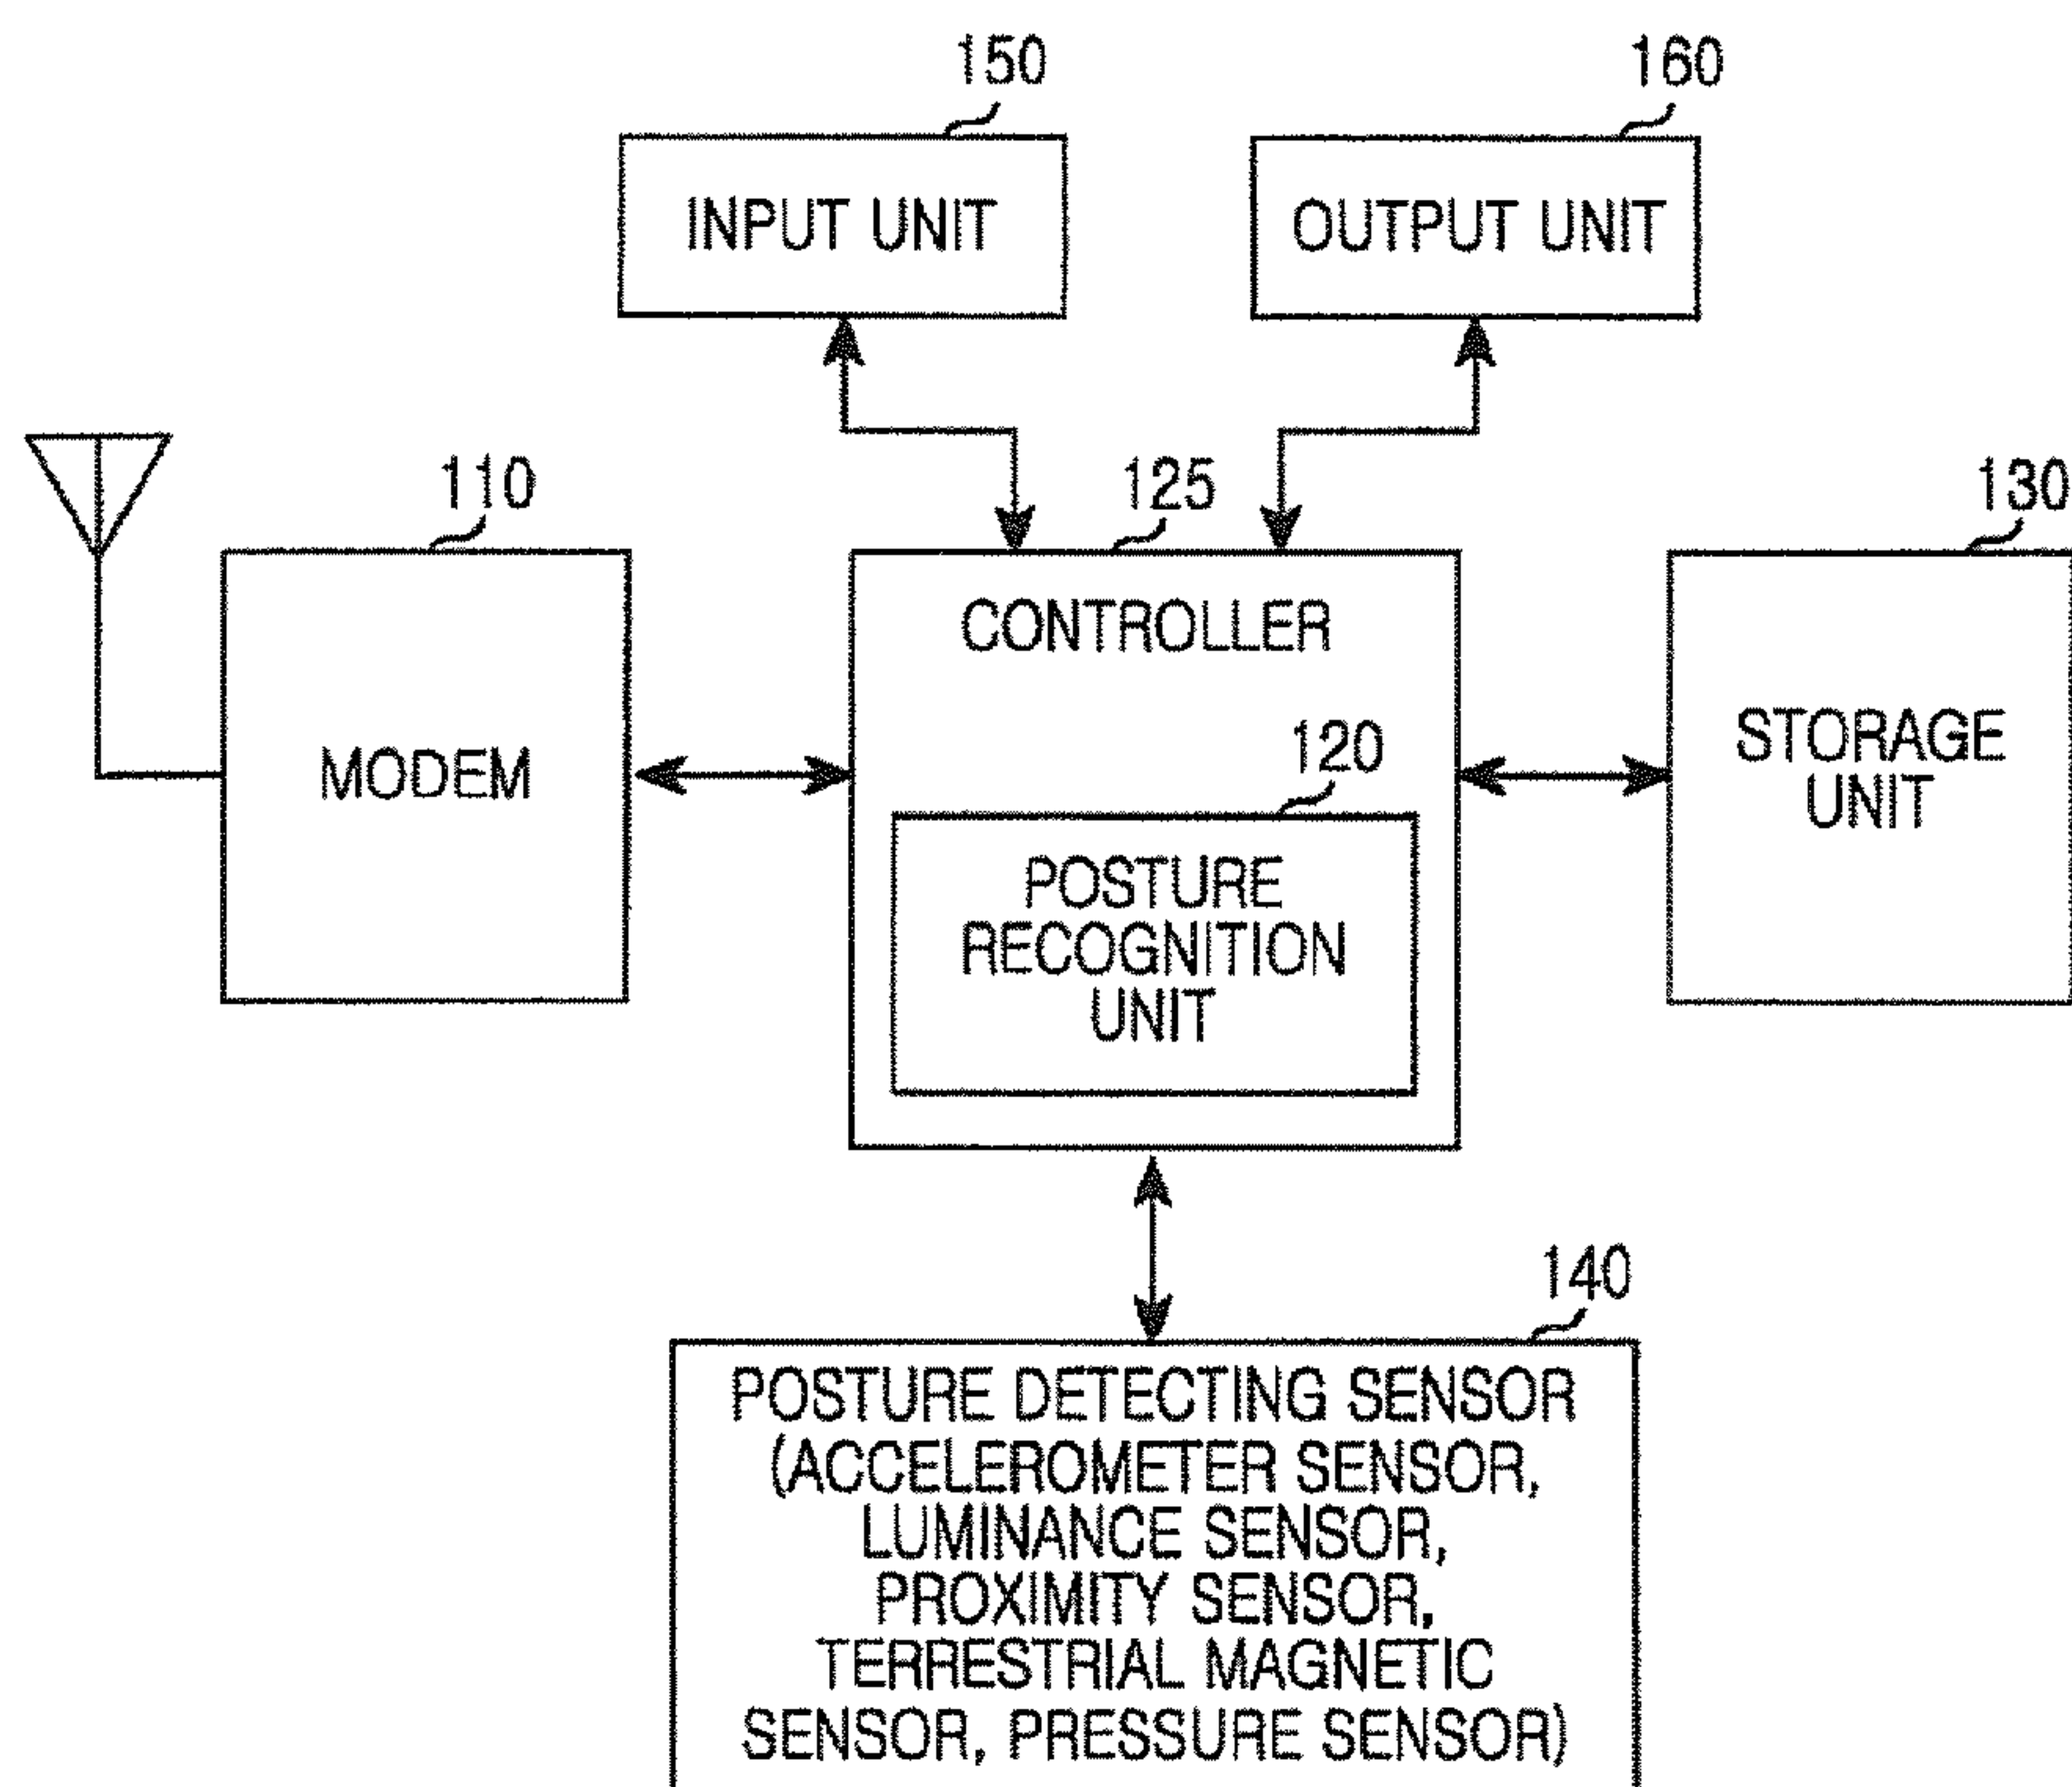 150
160
INPUT UNIT
OUTPUT UNIT
110
125
130
CONTROLLER
MODEM
120
STORAGE
UNIT
POSTURE
RECOGNITION
UNIT
140
POSTURE DETECTING SENSOR
(ACCELEROMETER SENSOR,
LUMINANCE SENSOR,
PROXIMITY SENSOR,
TERRESTRIAL MAGNETIC
SENSOR, PRESSURE SENSOR)